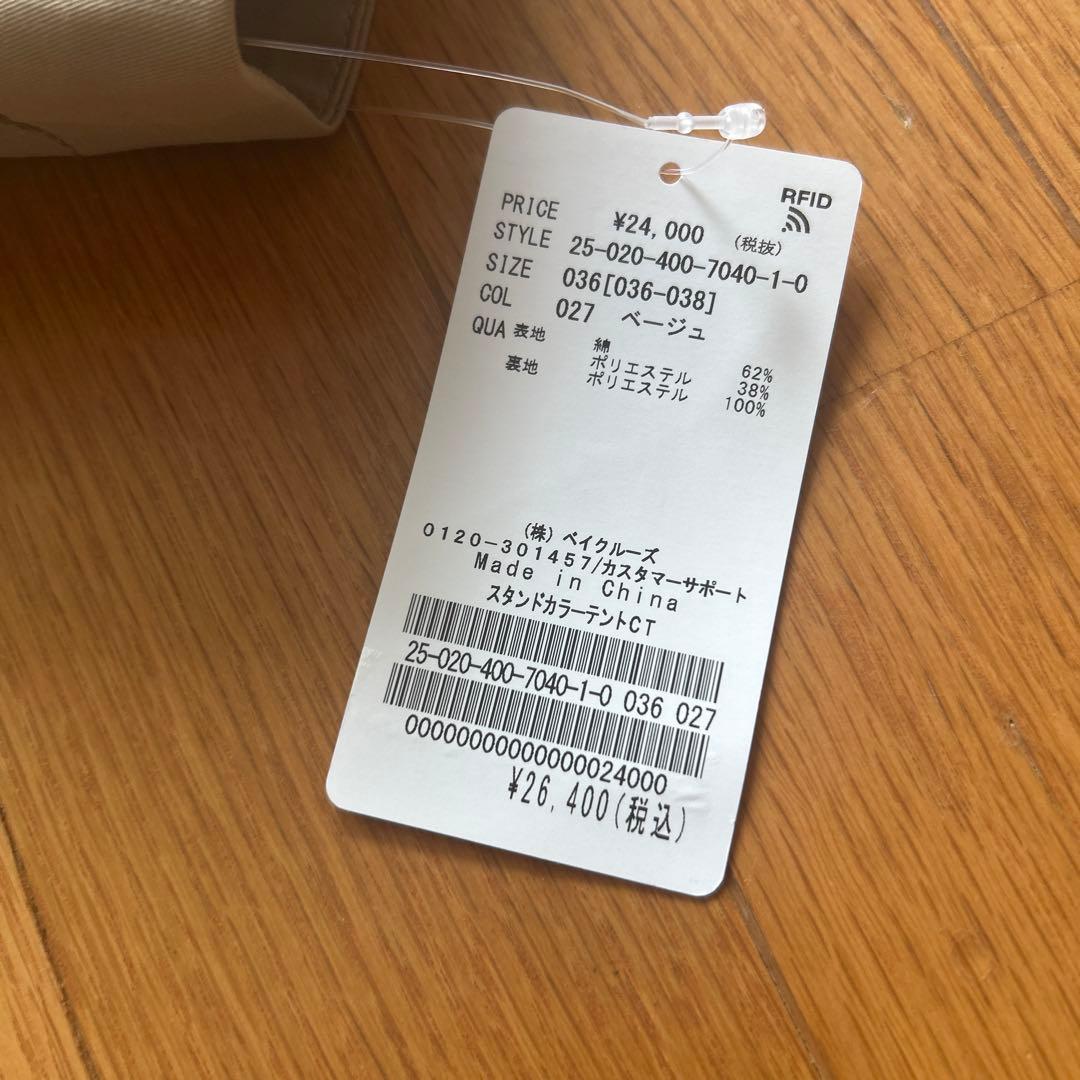 RFID
PRICE ¥24,000 (税抜)
STYLE 25-020-400-7040-1-0
SIZE 036[036-038]
COL 027 ベージュ
QUA 表地 綿 62%
ポリエステル 38%
裏地 ポリエステル 100%
(株) ベイクルーズ
0120-301457/カスタマーサポート
Made in China
スタンドカラーテントCT
25-020-400-7040-1-0 036 027
0000000000000024000
¥26,400(税込)